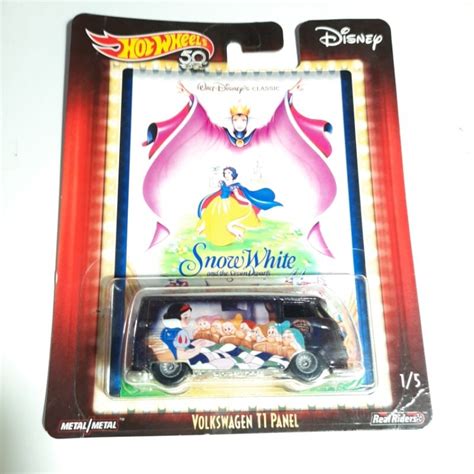 HOT WHEELS
50
DISNEY
WALT DISNEY'S CLASSIC
Snow White
and the Seven Dwarfs
1/5
METAL/METAL™
VOLKSWAGEN T1 PANEL
Real Riders